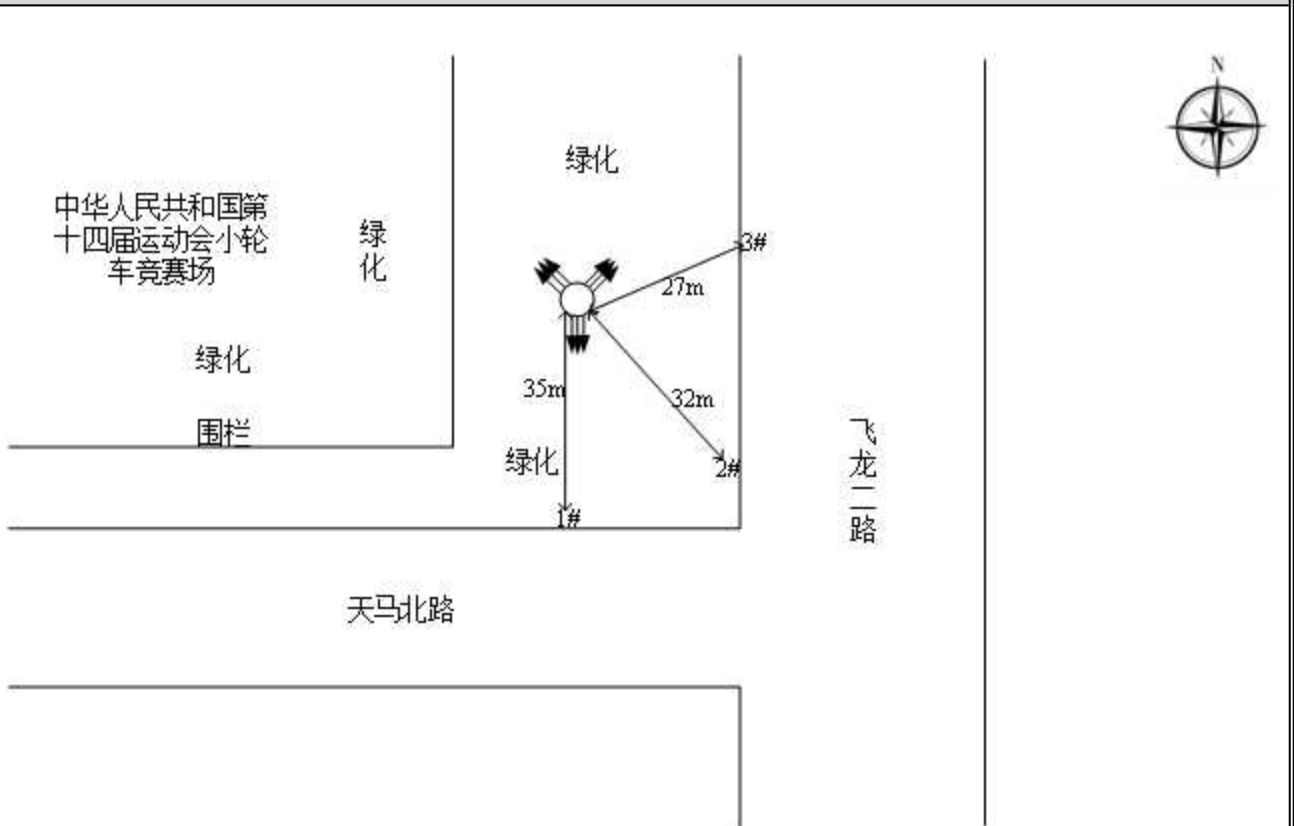 N
绿化
中华人民共和国第
十四届运动会小轮
车竞赛场
绿
化
3#
27m
绿化
35m
32m
围栏
绿化
2#
飞
龙
二
路
1#
天马北路